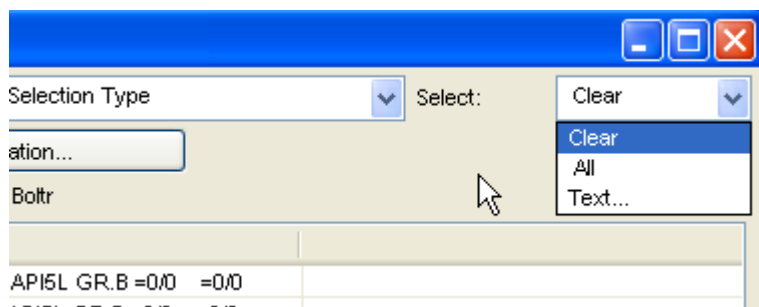 Selection Type Select: Clear
Clear
ation... All
Boltr Text...
API5L GR.B =0/0 =0/0